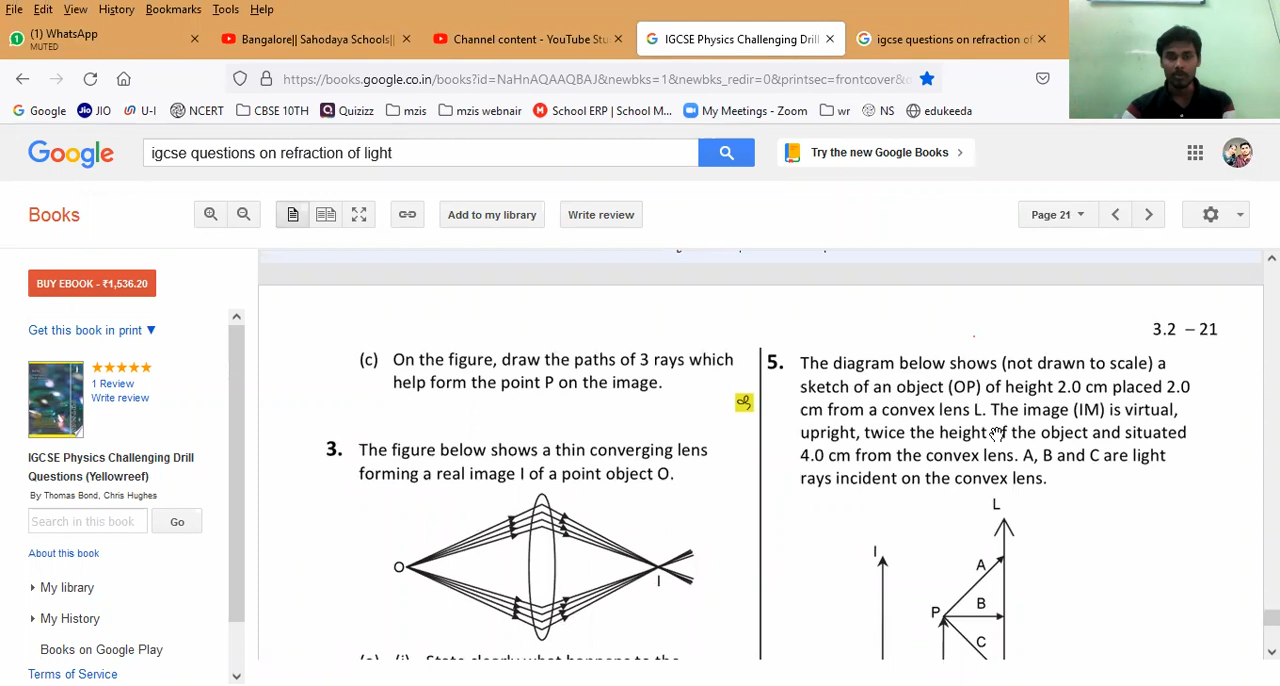 File Edit View History Bookmarks Tools Help
(1) WhatsApp
MUTED
Bangalore|| Sahodaya Schools||
Channel content - YouTube Stu
IGCSE Physics Challenging Drill
igcse questions on refraction of
https://books.google.co.in/books?id=NaHnAQAAQBAJ&newbks=1&newbks_redir=0&printsec=frontcover&
Google JIO U-I NCERT CBSE 10TH Quizizz mzis mzis webnair School ERP | School M... My Meetings - Zoom wr NS edukeeda
Google
igcse questions on refraction of light
Try the new Google Books
Books
Add to my library
Write review
Page 21
BUY EBOOK - ₹1,536.20
Get this book in print ▼
1 Review
Write review
IGCSE Physics Challenging Drill
Questions (Yellowreef)
By Thomas Bond, Chris Hughes
Search in this book
Go
About this book
My library
My History
Books on Google Play
Terms of Service
3.2 – 21
(c) On the figure, draw the paths of 3 rays which
help form the point P on the image.
3. The figure below shows a thin converging lens
forming a real image I of a point object O.
O
I
5. The diagram below shows (not drawn to scale) a
sketch of an object (OP) of height 2.0 cm placed 2.0
cm from a convex lens L. The image (IM) is virtual,
upright, twice the height of the object and situated
4.0 cm from the convex lens. A, B and C are light
rays incident on the convex lens.
L
I
A
P
B
C